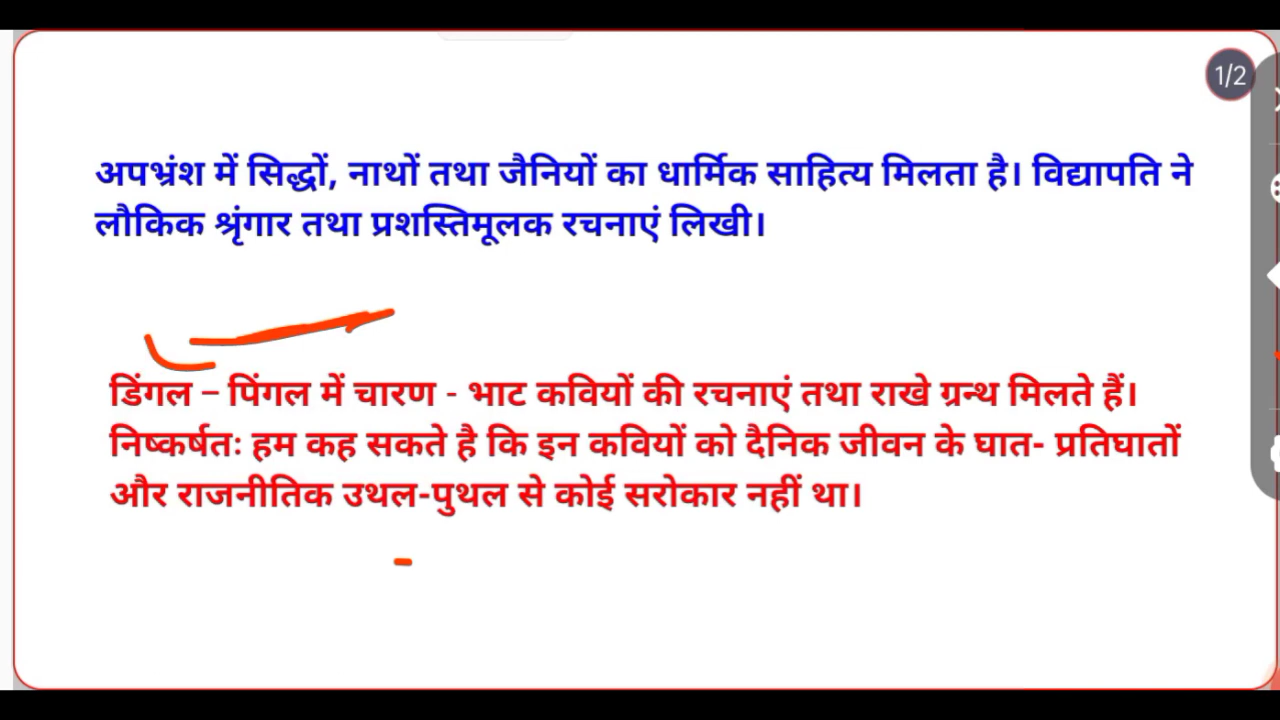 1/2
अपभ्रंश में सिद्धों, नाथों तथा जैनियों का धार्मिक साहित्य मिलता है। विद्यापति ने
लौकिक श्रृंगार तथा प्रशस्तिमूलक रचनाएं लिखी।
डिंगल – पिंगल में चारण - भाट कवियों की रचनाएं तथा राखे ग्रन्थ मिलते हैं।
निष्कर्षतः हम कह सकते है कि इन कवियों को दैनिक जीवन के घात- प्रतिघातों
और राजनीतिक उथल-पुथल से कोई सरोकार नहीं था।